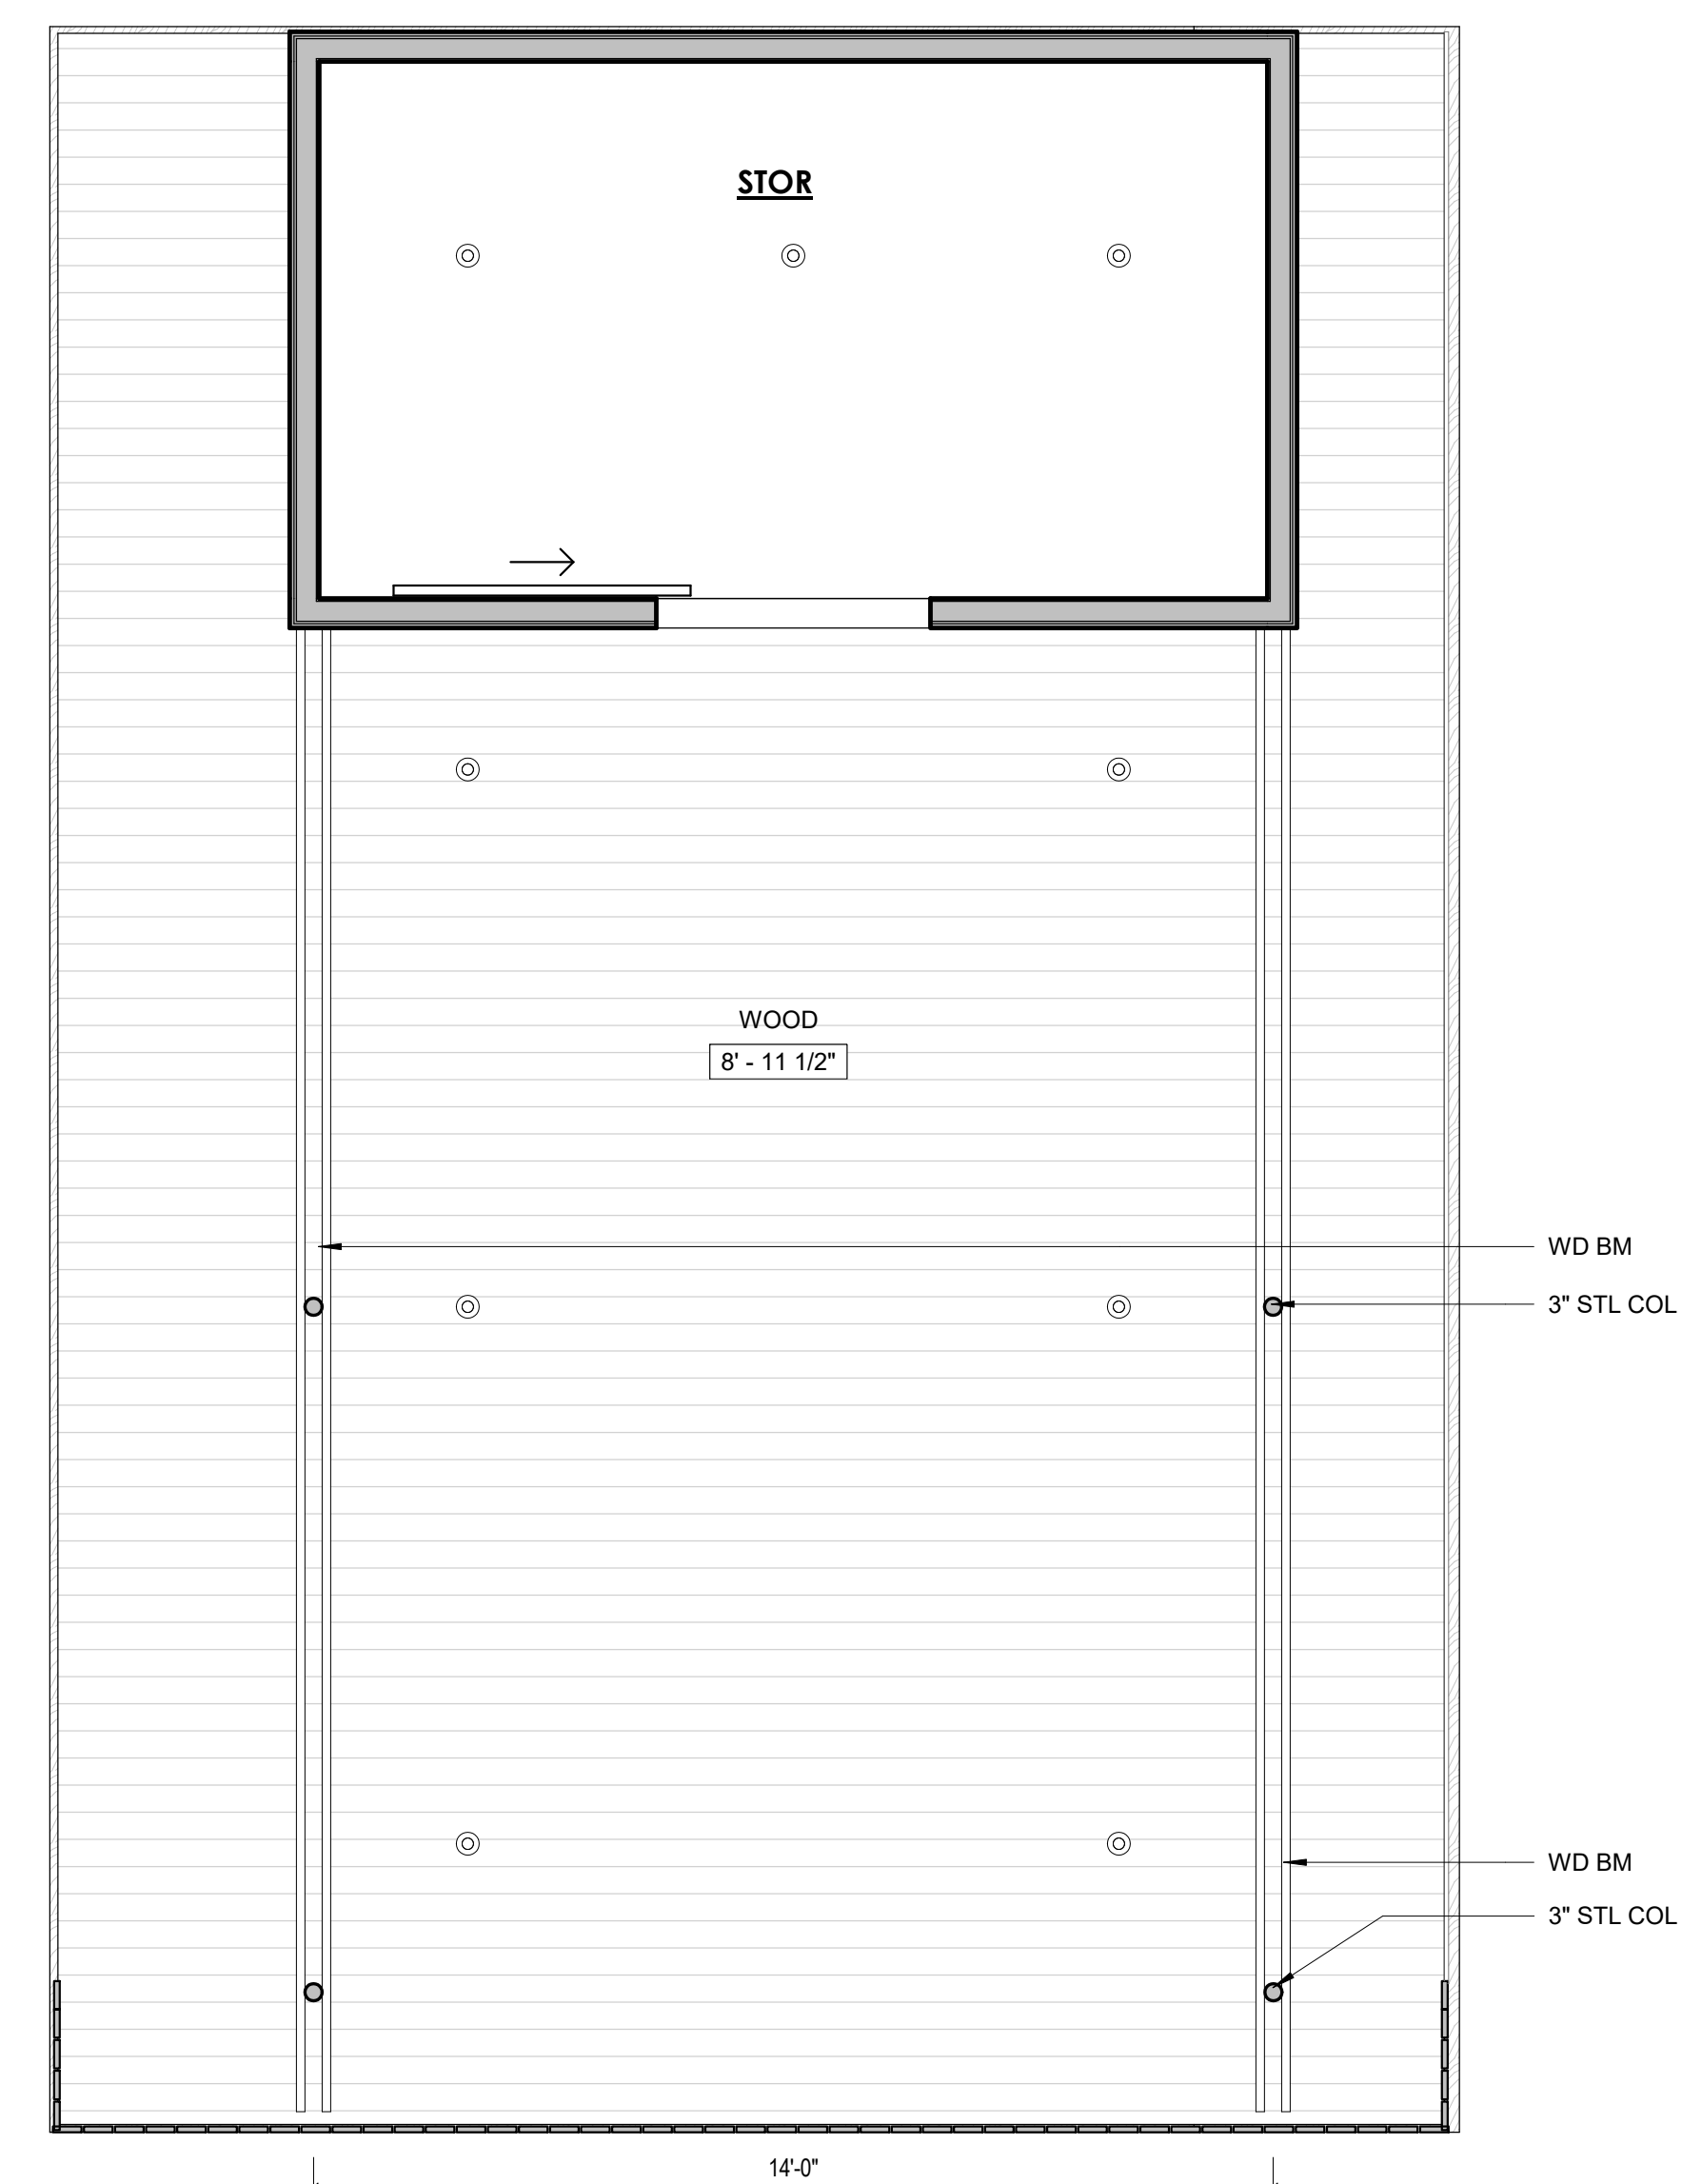 STOR
WOOD
8' - 11 1/2"
WD BM
3" STL COL
WD BM
3" STL COL
14'-0"